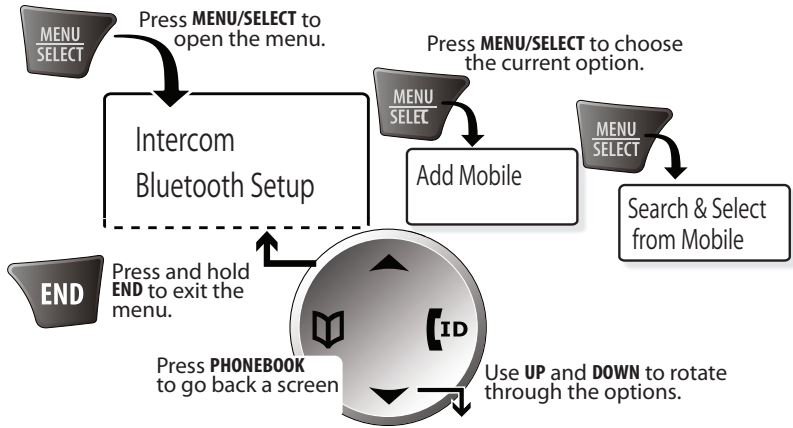 MENU
SELECT
Press MENU/SELECT to
open the menu.
Intercom
Bluetooth Setup
Press MENU/SELECT to choose
the current option.
MENU
SELECT
Add Mobile
MENU
SELECT
Search & Select
from Mobile
END
Press and hold
END to exit the
menu.
ID
Press PHONEBOOK
to go back a screen
Use UP and DOWN to rotate
through the options.